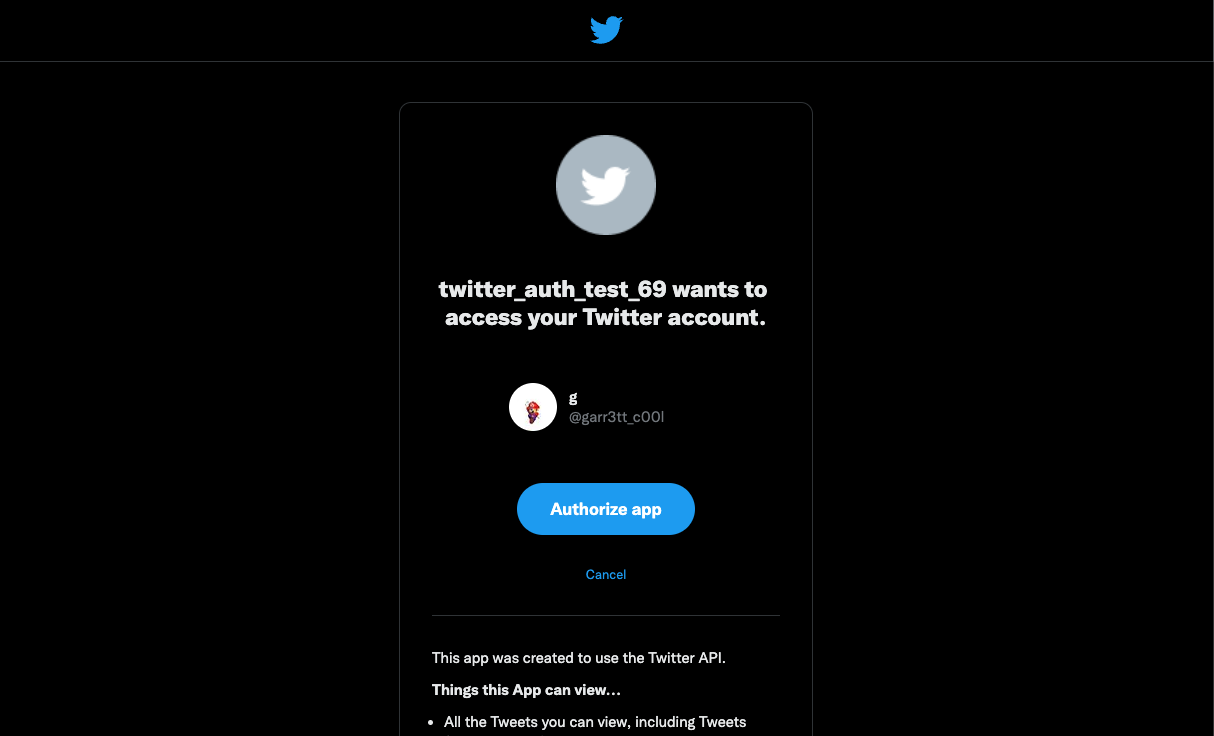 twitter_auth_test_69 wants to
access your Twitter account.
g
@garr3tt_c00l
Authorize app
Cancel
This app was created to use the Twitter API.
Things this App can view...
• All the Tweets you can view, including Tweets